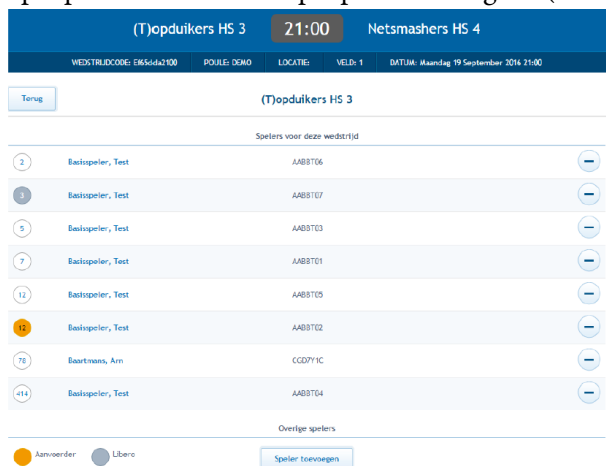 (T)opduikers HS 3 21:00 Netsmashers HS 4
WEDSTRIJDCODE: EI65dda2100 POULE: DEMO LOCATIE: VELD: 1 DATUM: Maandag 19 September 2016 21:00
Terug (T)opduikers HS 3
Spelers voor deze wedstrijd
2 Basisspeler, Test AABBT06
3 Basisspeler, Test AABBT07
5 Basisspeler, Test AABBT03
7 Basisspeler, Test AABBT01
12 Basisspeler, Test AABBT05
12 Basisspeler, Test AABBT02
78 Baartmans, Arn CGD7Y1C
414 Basisspeler, Test AABBT04
Overige spelers
Aanvoerder Libero Speler toevoegen